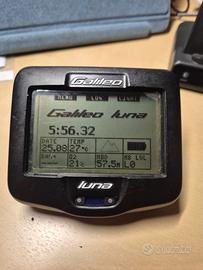 Galileo
MENU LOG LIGHT
Galileo luna
5:56.32
DATE TEMP
25.08 27°c
O2 MOD MB LVL
21% 57.5m L0
luna